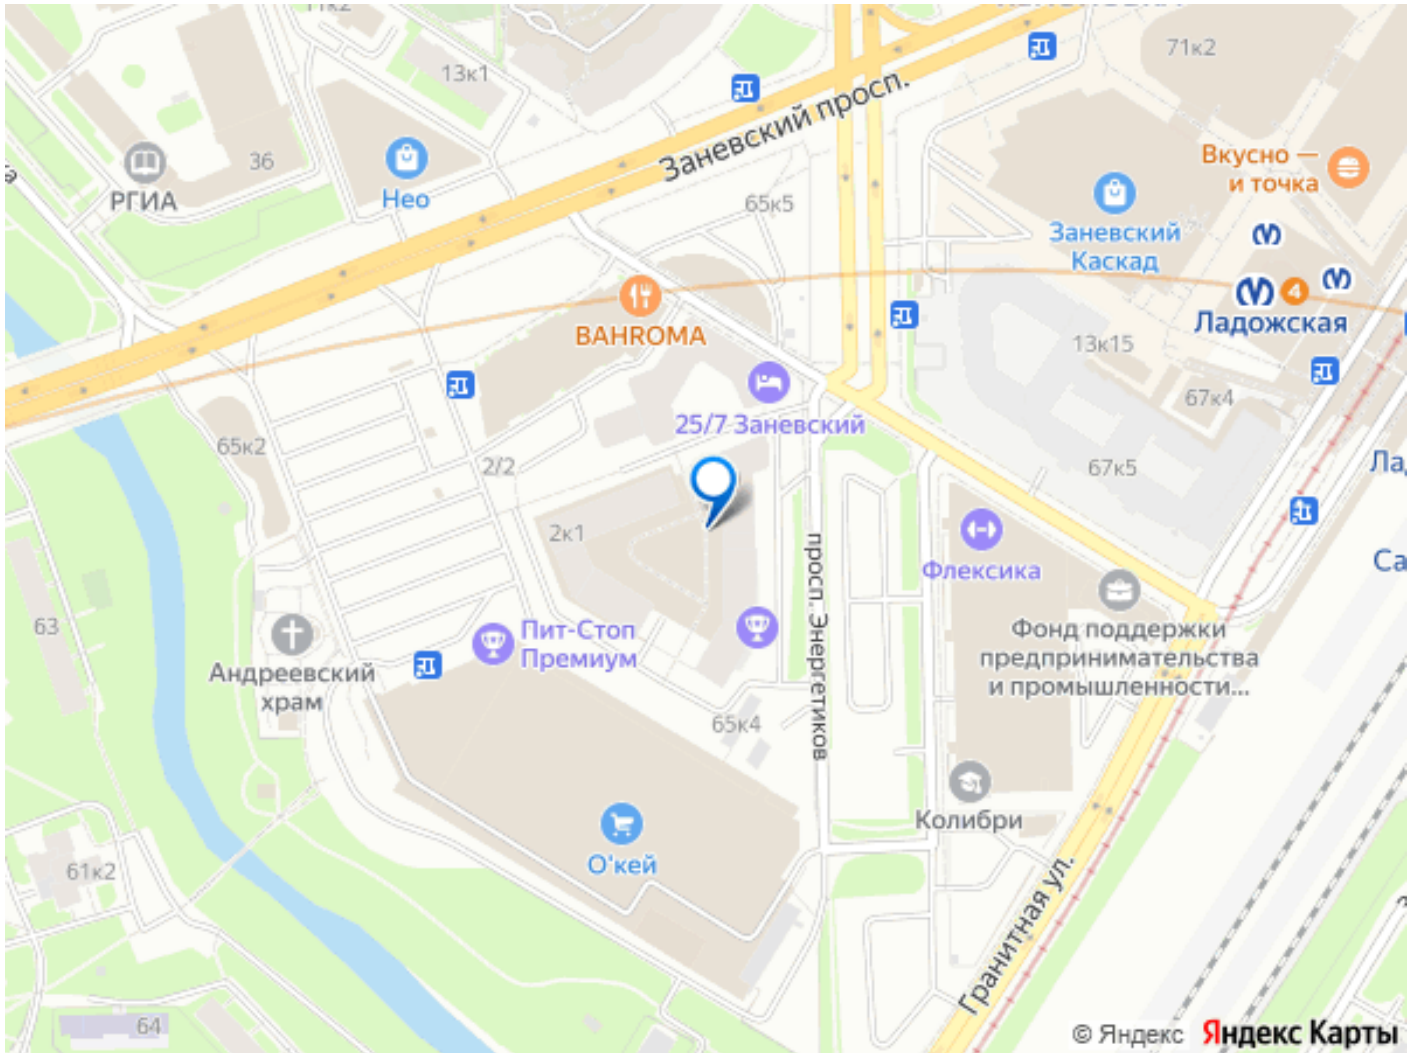 11к2
13к1
71к2
Заневский просп.
36
РГИА
Нео
65к5
Вкусно —
и точка
Заневский
Каскад
4
Ладожская
BAHROMA
13к15
67к4
25/7 Заневский
65к2
2/2
67к5
2к1
просп. Энергетиков
Флексика
63
Пит-Стоп
Премиум
Андреевский
храм
Фонд поддержки
предпринимательства
и промышленности...
65к4
Колибри
О'кей
61к2
Гранитная ул.
64
© Яндекс Яндекс Карты